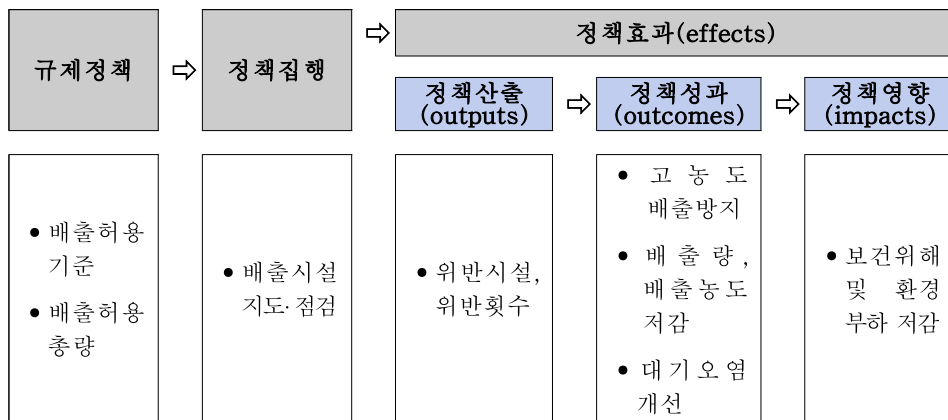 정책효과(effects)
규제정책
정책집행
정책산출
(outputs)
정책성과
(outcomes)
정책영향
(impacts)
• 배출허용
기준
• 배출허용
총량
• 배출시설
지도·점검
• 위반시설,
위반횟수
• 고농도
배출방지
• 배출량,
배출농도
저감
• 대기오염
개선
• 보건위해
및 환경
부하 저감